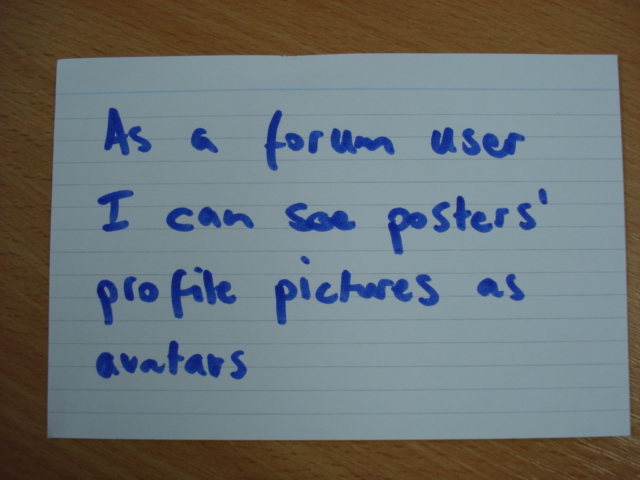 As a forum user
I can see posters'
profile pictures as
avatars